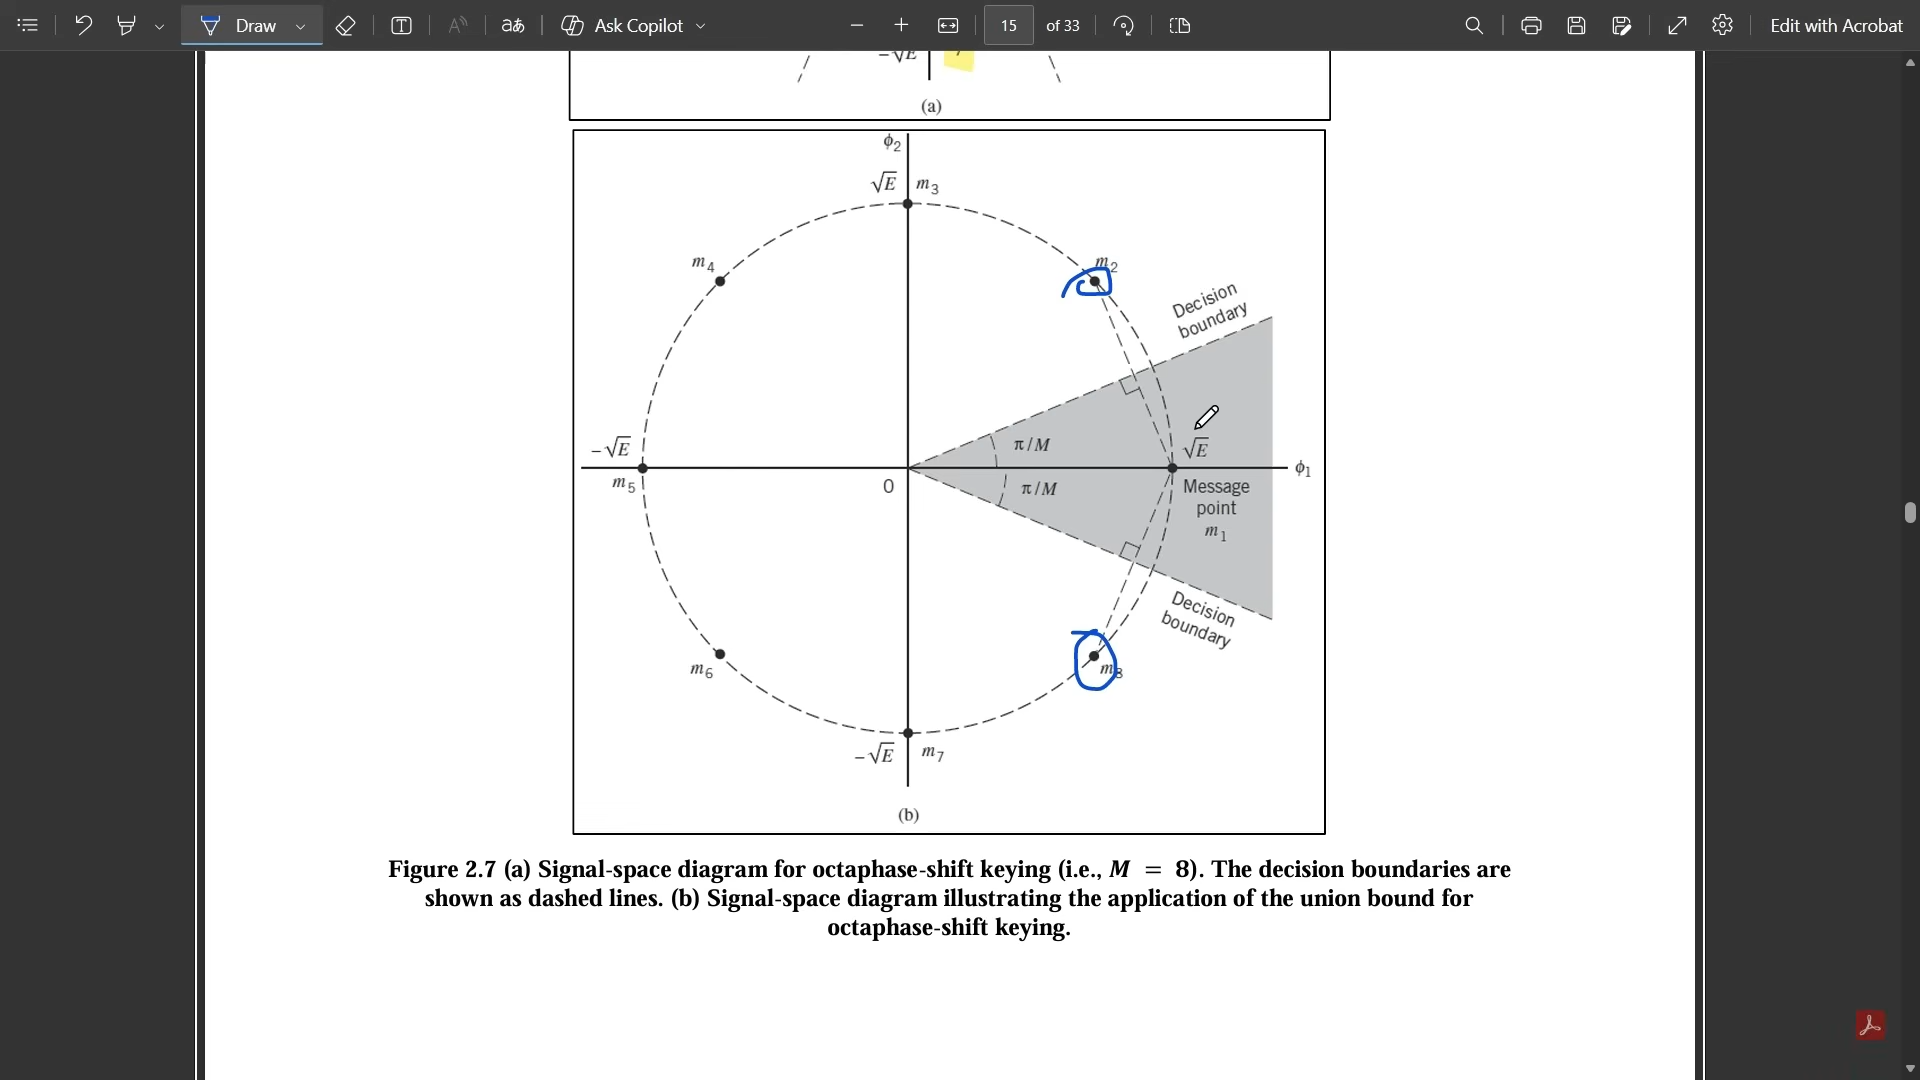 Draw
Ask Copilot
15 of 33
Edit with Acrobat
−√E
(a)
ϕ2
√E m3
m4
m2
Decision
boundary
−√E
π/M
√E
ϕ1
m5
0
π/M
Message
point
m1
Decision
boundary
m6
m8
−√E m7
(b)
Figure 2.7 (a) Signal-space diagram for octaphase-shift keying (i.e., M = 8). The decision boundaries are
shown as dashed lines. (b) Signal-space diagram illustrating the application of the union bound for
octaphase-shift keying.